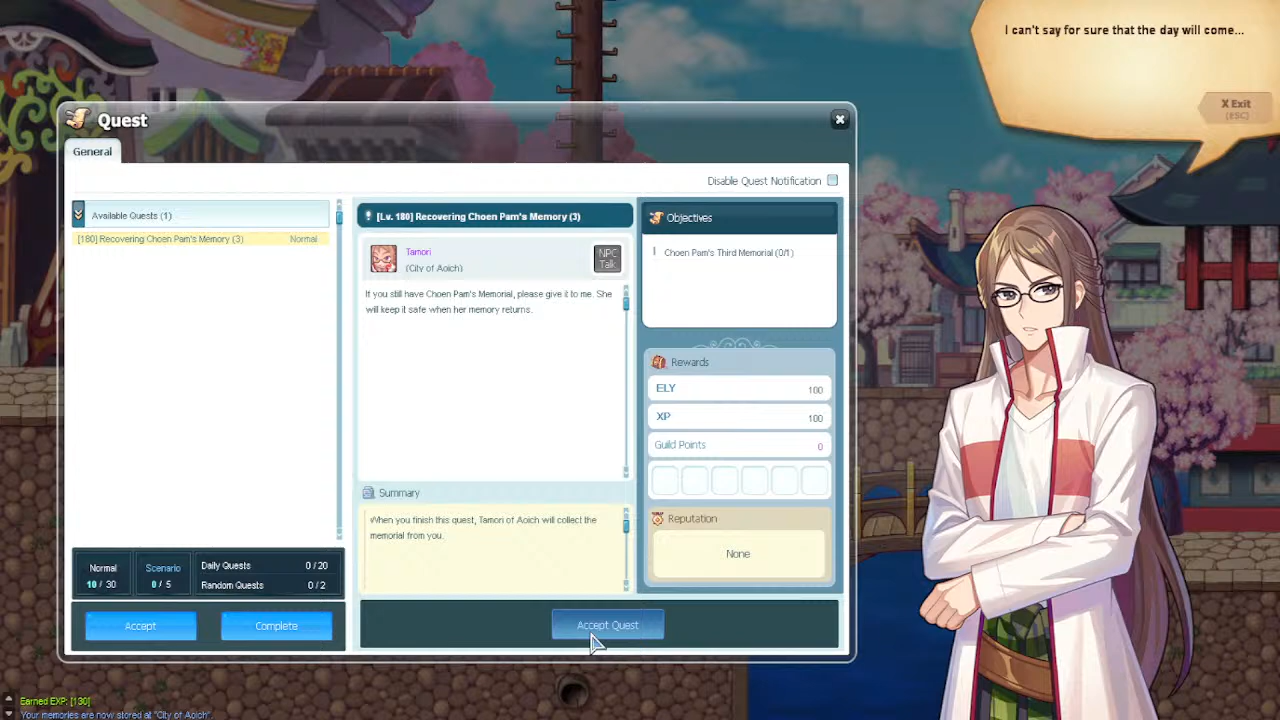 I can't say for sure that the day will come...
X Exit
(ESC)
Quest
General
Disable Quest Notification
Available Quests (1)
[180] Recovering Choen Pam's Memory (3) Normal
[Lv. 180] Recovering Choen Pam's Memory (3)
Tamori
(City of Aoich)
NPC
Talk
If you still have Choen Pam's Memorial, please give it to me. She
will keep it safe when her memory returns.
Summary
When you finish this quest, Tamori of Aoich will collect the
memorial from you.
Objectives
Choen Pam's Third Memorial (0/1)
Rewards
ELY 100
XP 100
Guild Points 0
Reputation
None
Normal
10 / 30
Scenario
0 / 5
Daily Quests 0 / 20
Random Quests 0 / 2
Accept
Complete
Accept Quest
Earned EXP: [130]
Your memories are now stored at "City of Aoich".